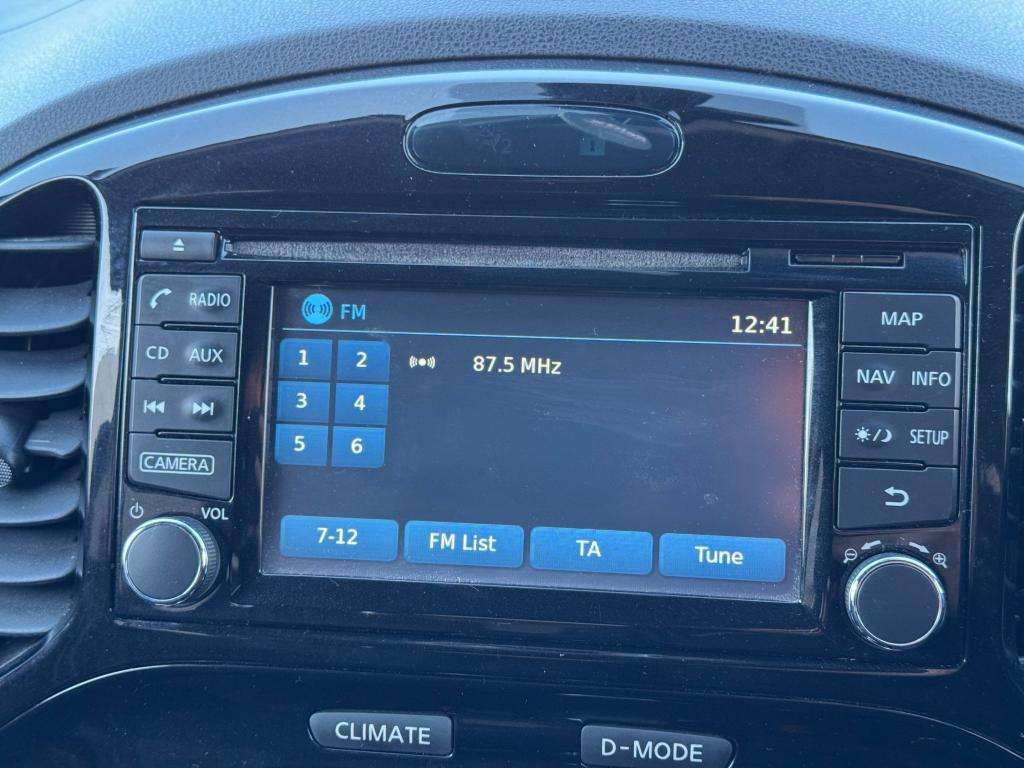 RADIO
CD AUX
CAMERA
VOL
FM
12:41
1 2
87.5 MHz
3 4
5 6
7-12 FM List TA Tune
MAP
NAV INFO
SETUP
CLIMATE
D-MODE